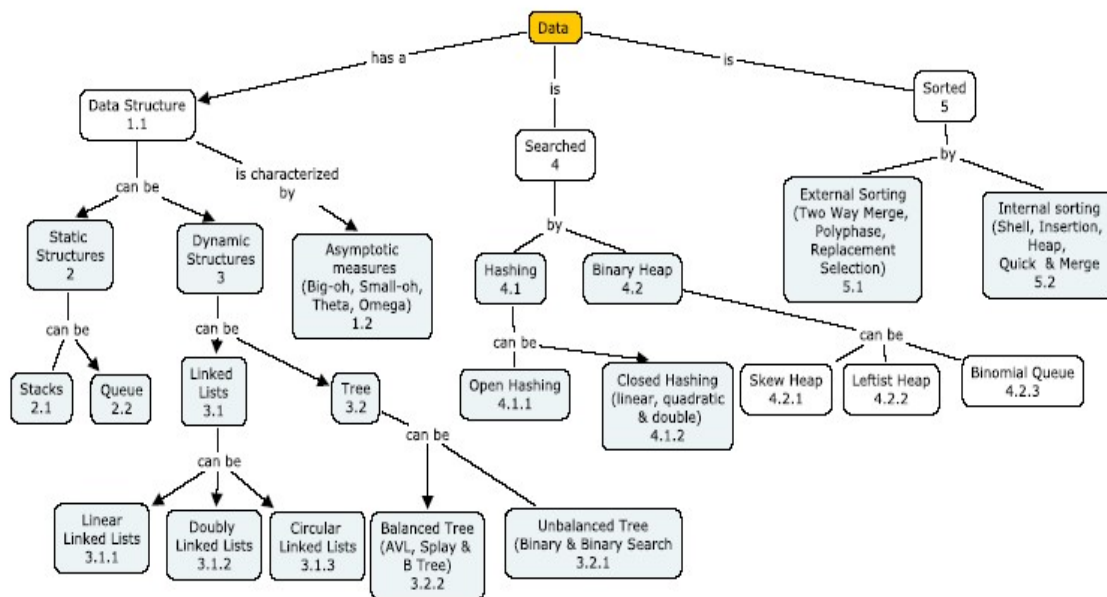 Data
has a
is
is
Data Structure
1.1
Searched
4
Sorted
5
can be
is characterized
by
by
by
Static
Structures
2
Dynamic
Structures
3
Asymptotic
measures
(Big-oh, Small-oh,
Theta, Omega)
1.2
Hashing
4.1
Binary Heap
4.2
External Sorting
(Two Way Merge,
Polyphase,
Replacement
Selection)
5.1
Internal sorting
(Shell, Insertion,
Heap,
Quick & Merge
5.2
can be
can be
can be
can be
Stacks
2.1
Queue
2.2
Linked
Lists
3.1
Tree
3.2
Open Hashing
4.1.1
Closed Hashing
(linear, quadratic
& double)
4.1.2
Skew Heap
4.2.1
Leftist Heap
4.2.2
Binomial Queue
4.2.3
can be
can be
Linear
Linked Lists
3.1.1
Doubly
Linked Lists
3.1.2
Circular
Linked Lists
3.1.3
Balanced Tree
(AVL, Splay &
B Tree)
3.2.2
Unbalanced Tree
(Binary & Binary Search
3.2.1